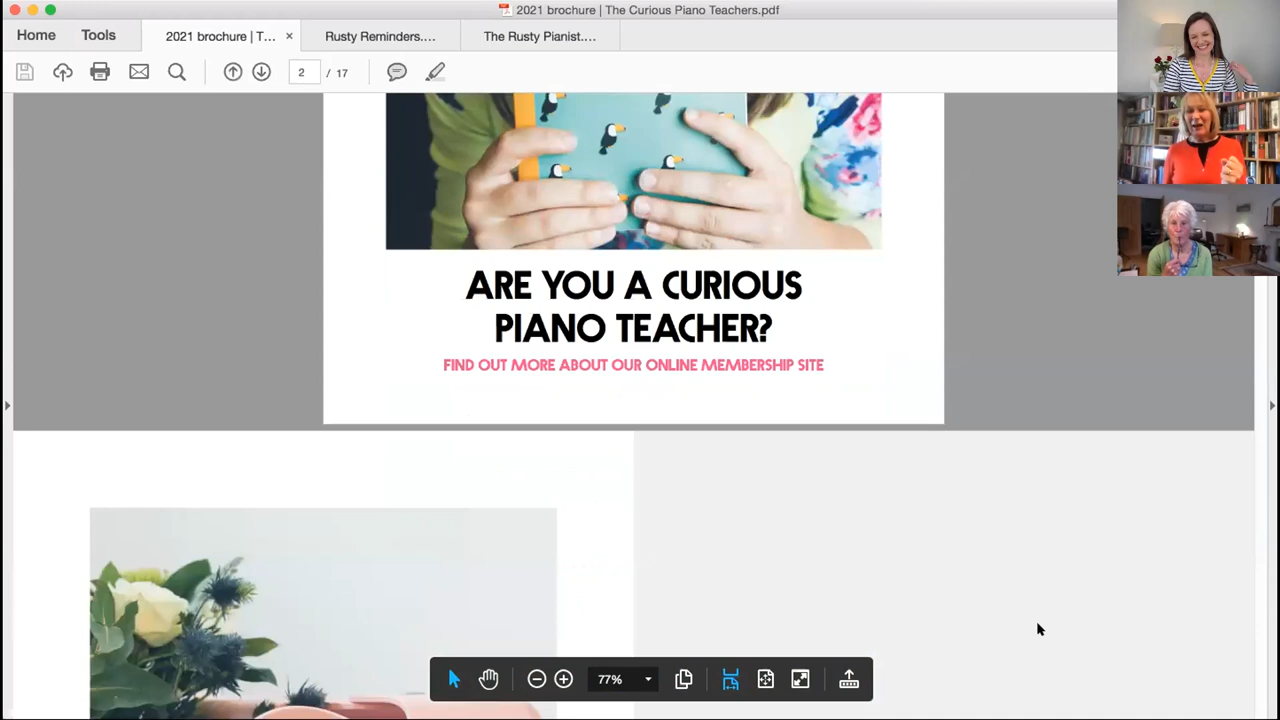 2021 brochure | The Curious Piano Teachers.pdf
Home Tools 2021 brochure | T... × Rusty Reminders.... The Rusty Pianist....
2 / 17
ARE YOU A CURIOUS
PIANO TEACHER?
FIND OUT MORE ABOUT OUR ONLINE MEMBERSHIP SITE
77%